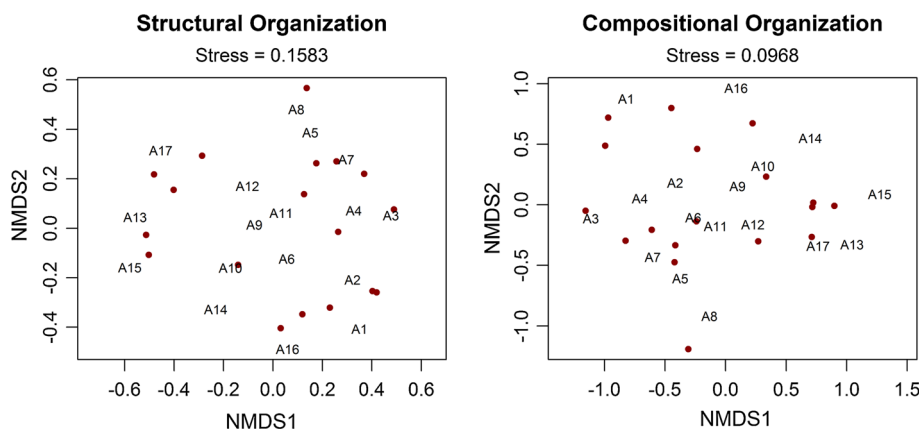 Structural Organization
Stress = 0.1583
0.6
0.4
0.2
0.0
-0.2
-0.4
NMDS2
A8
A5
A17
A7
A12
A11
A4
A3
A13
A9
A15
A10
A6
A2
A14
A1
A16
-0.6
-0.4
-0.2
0.0
0.2
0.4
0.6
NMDS1
Compositional Organization
Stress = 0.0968
1.0
0.5
0.0
-0.5
-1.0
NMDS2
A16
A1
A14
A10
A2
A9
A4
A15
A3
A6
A11
A12
A17
A13
A7
A5
A8
-1.0
-0.5
0.0
0.5
1.0
1.5
NMDS1